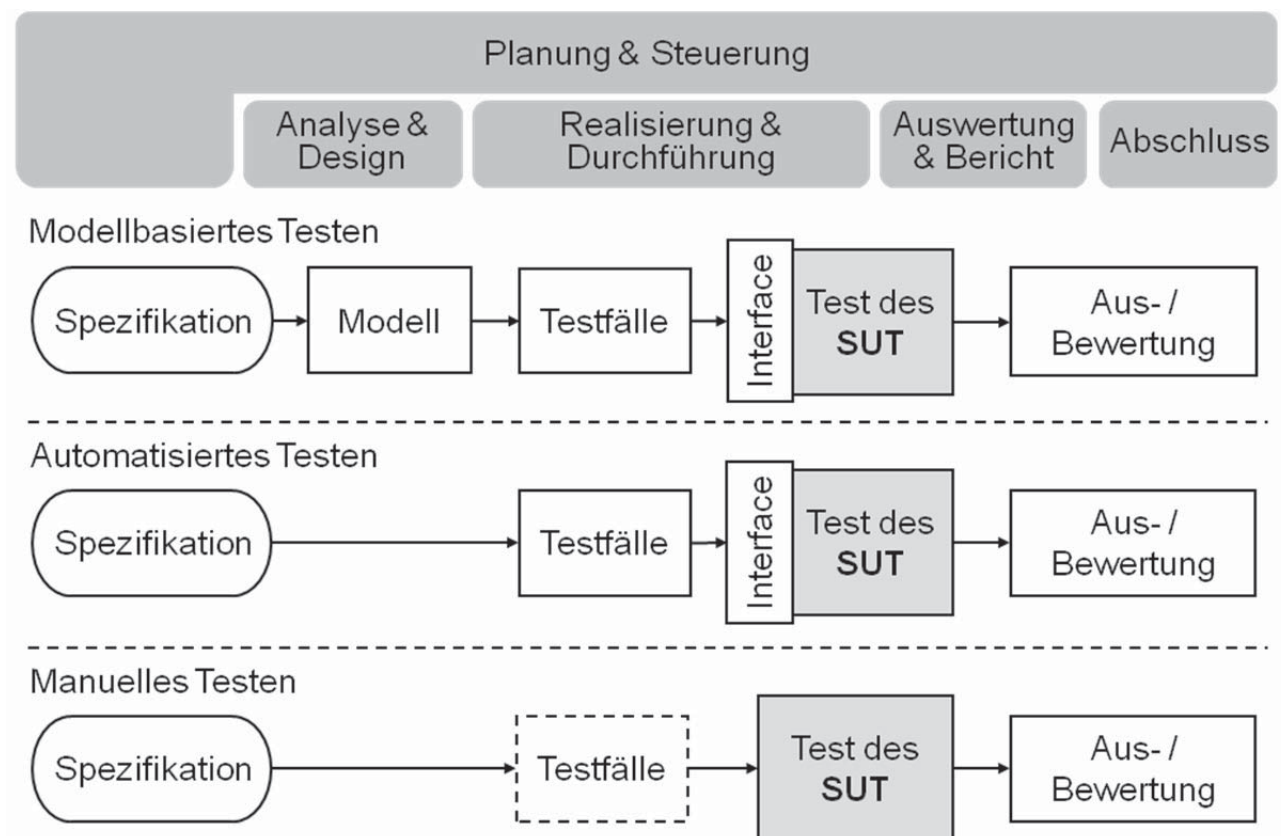 Planung & Steuerung
Analyse &
Design
Realisierung &
Durchführung
Auswertung
& Bericht
Abschluss
Modellbasiertes Testen
Spezifikation
Modell
Testfälle
Interface
Test des
SUT
Aus- /
Bewertung
Automatisiertes Testen
Spezifikation
Testfälle
Interface
Test des
SUT
Aus- /
Bewertung
Manuelles Testen
Spezifikation
Testfälle
Test des
SUT
Aus- /
Bewertung